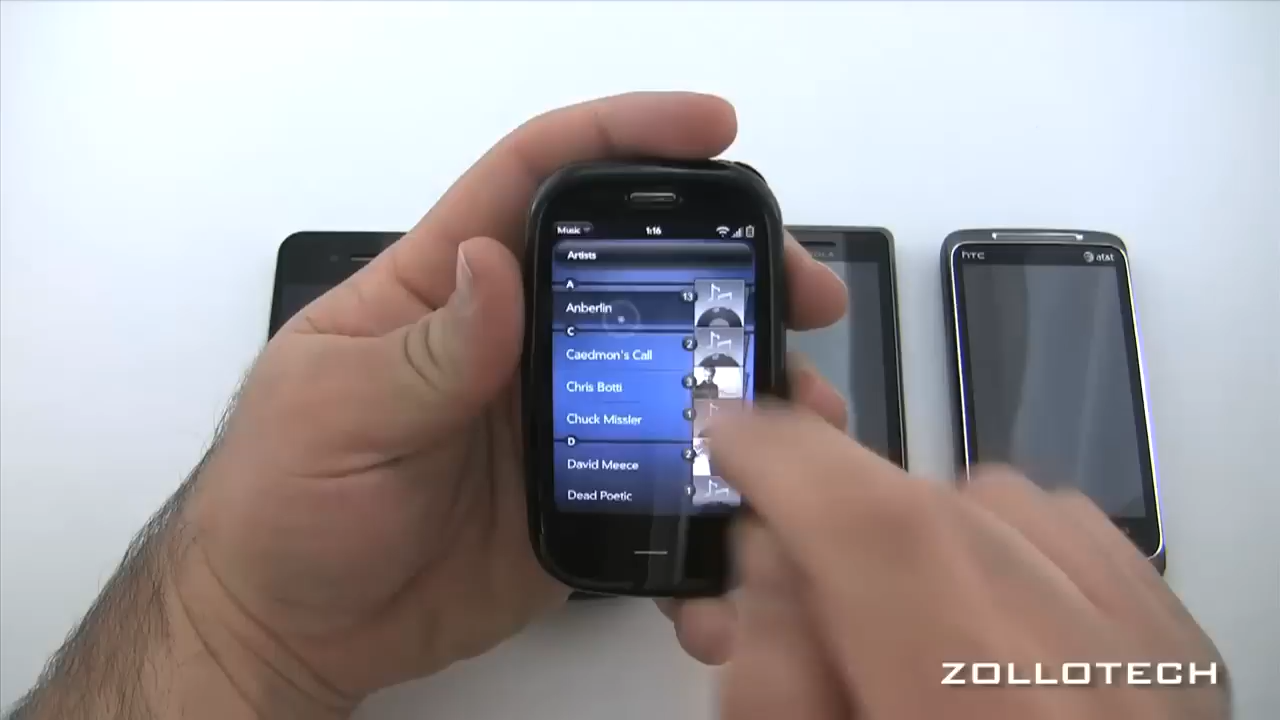 Music
1:16
Artists
A
Anberlin
13
C
Caedmon's Call
2
Chris Botti
3
Chuck Missler
1
D
David Meece
2
Dead Poetic
1
hTC
at&t
ZOLLOTECH